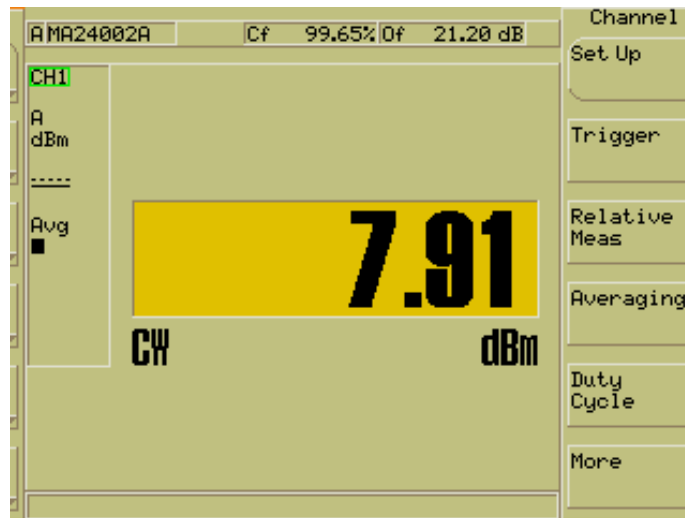 A MA24002A Cf 99.65% Of 21.20 dB
Channel
Set Up
CH1
A
dBm
-----
Avg
Trigger
Relative
Meas
7.91
CW dBm
Averaging
Duty
Cycle
More